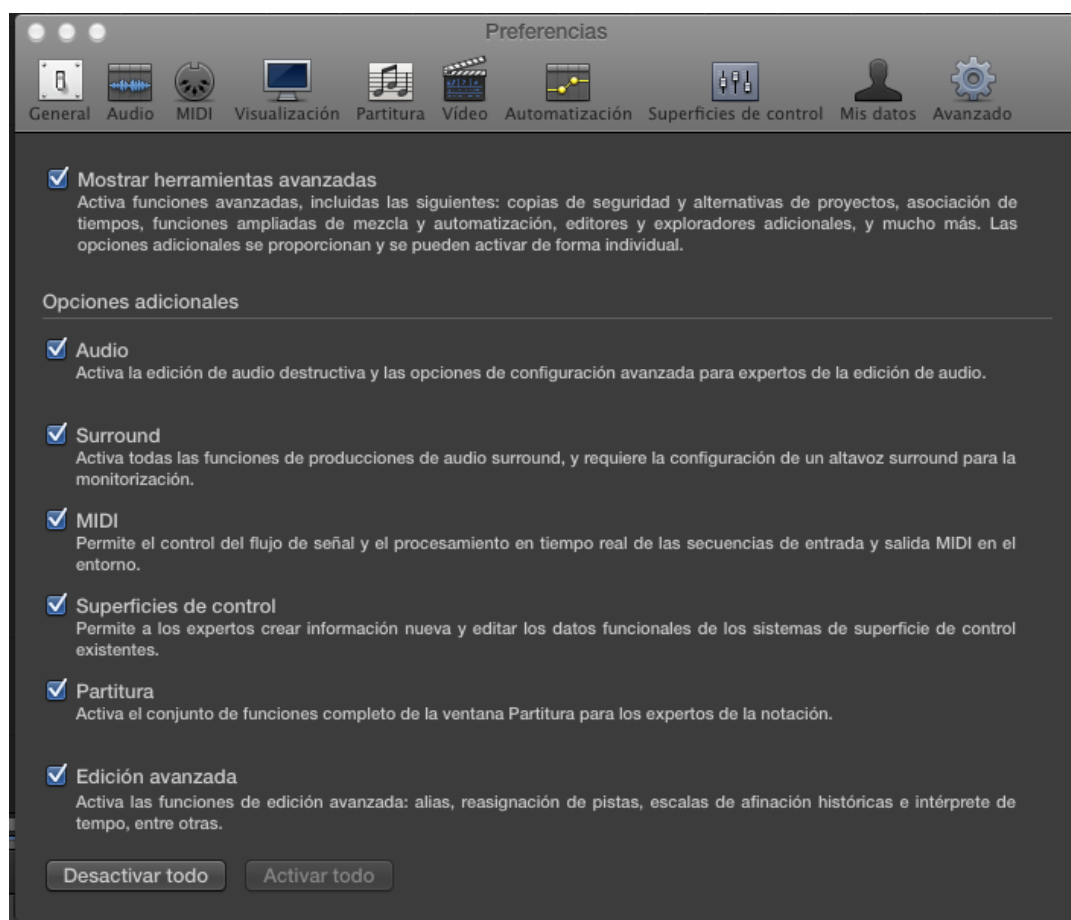 Preferencias
General Audio MIDI Visualización Partitura Vídeo Automatización Superficies de control Mis datos Avanzado
Mostrar herramientas avanzadas
Activa funciones avanzadas, incluidas las siguientes: copias de seguridad y alternativas de proyectos, asociación de
tiempos, funciones ampliadas de mezcla y automatización, editores y exploradores adicionales, y mucho más. Las
opciones adicionales se proporcionan y se pueden activar de forma individual.
Opciones adicionales
Audio
Activa la edición de audio destructiva y las opciones de configuración avanzada para expertos de la edición de audio.
Surround
Activa todas las funciones de producciones de audio surround, y requiere la configuración de un altavoz surround para la
monitorización.
MIDI
Permite el control del flujo de señal y el procesamiento en tiempo real de las secuencias de entrada y salida MIDI en el
entorno.
Superficies de control
Permite a los expertos crear información nueva y editar los datos funcionales de los sistemas de superficie de control
existentes.
Partitura
Activa el conjunto de funciones completo de la ventana Partitura para los expertos de la notación.
Edición avanzada
Activa las funciones de edición avanzada: alias, reasignación de pistas, escalas de afinación históricas e intérprete de
tempo, entre otras.
Desactivar todo Activar todo